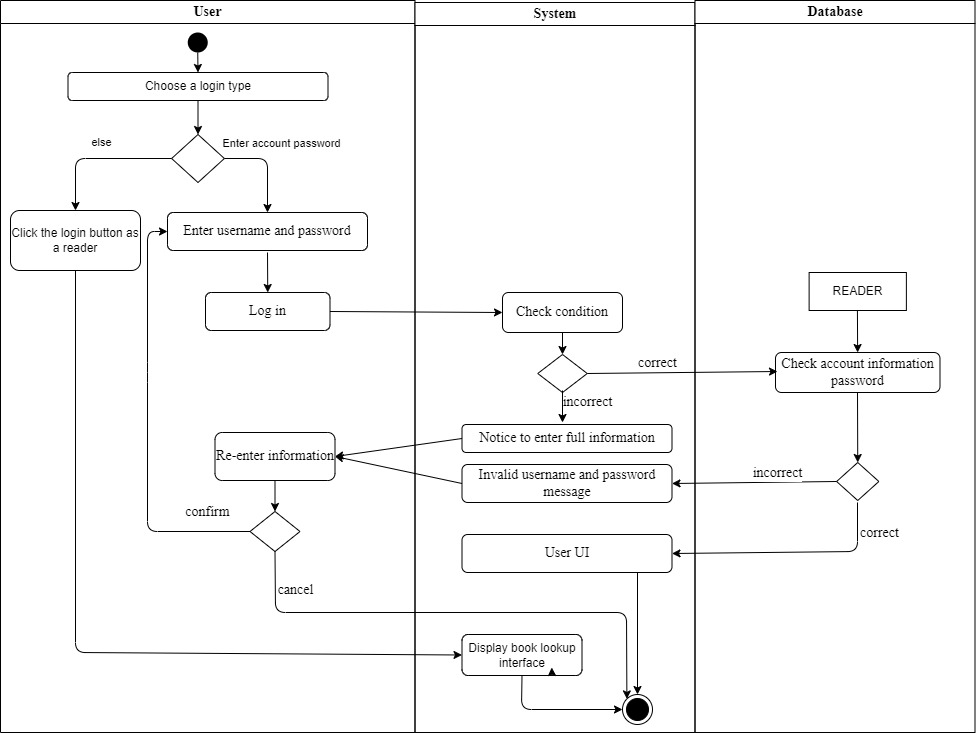 User
System
Database
Choose a login type
else
Enter account password
Click the login button as
a reader
Enter username and password
Log in
Check condition
READER
correct
Check account information
password
incorrect
Notice to enter full information
Re-enter information
Invalid username and password
message
incorrect
confirm
correct
User UI
cancel
Display book lookup
interface